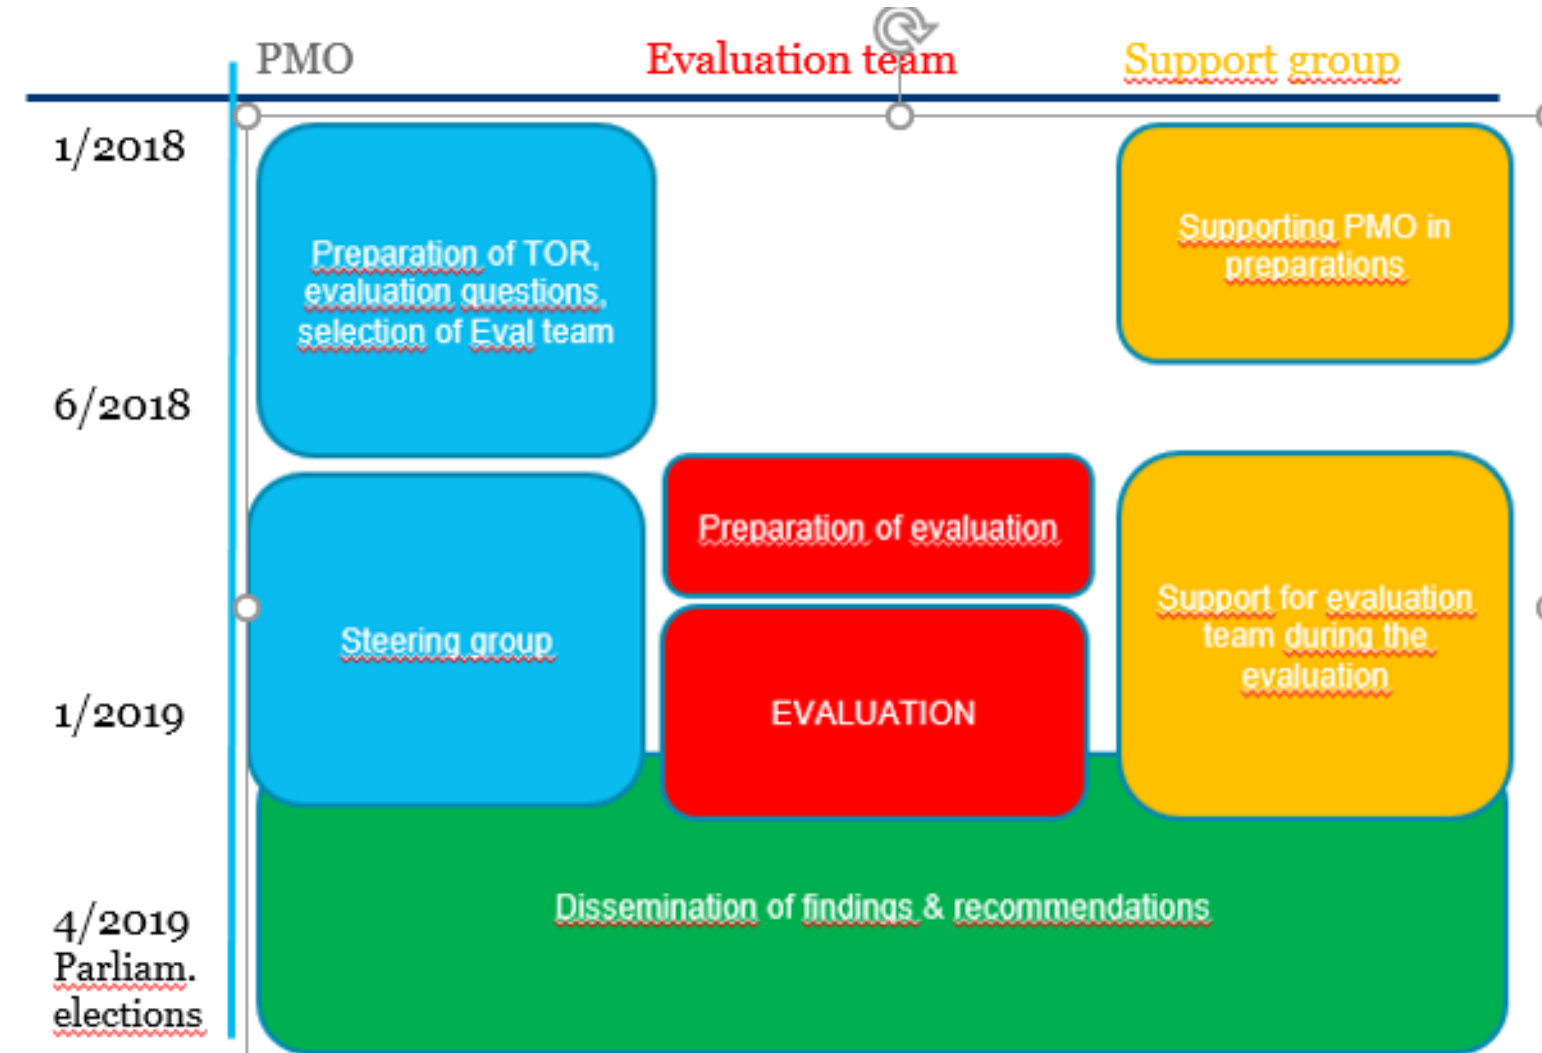 PMO
Evaluation team
Support group
1/2018
Preparation of TOR,
evaluation questions,
selection of Eval team
Supporting PMO in
preparations
6/2018
Preparation of evaluation
Steering group
Support for evaluation
team during the
evaluation
1/2019
EVALUATION
Dissemination of findings & recommendations
4/2019
Parliam.
elections